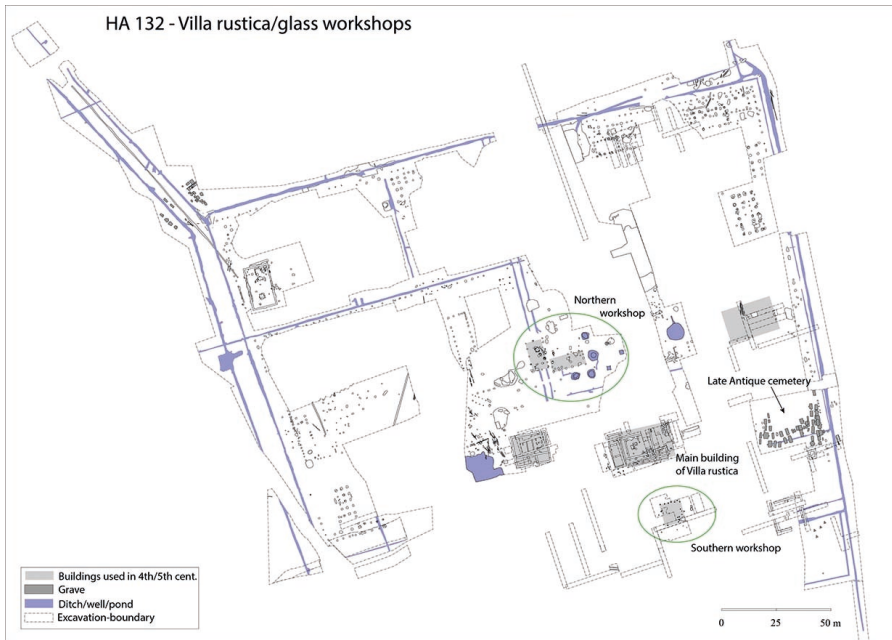 HA 132 - Villa rustica/glass workshops
Northern
workshop
Late Antique cemetery
Main building
of Villa rustica
Southern workshop
Buildings used in 4th/5th cent.
Grave
Ditch/well/pond
Excavation-boundary
0 25 50 m